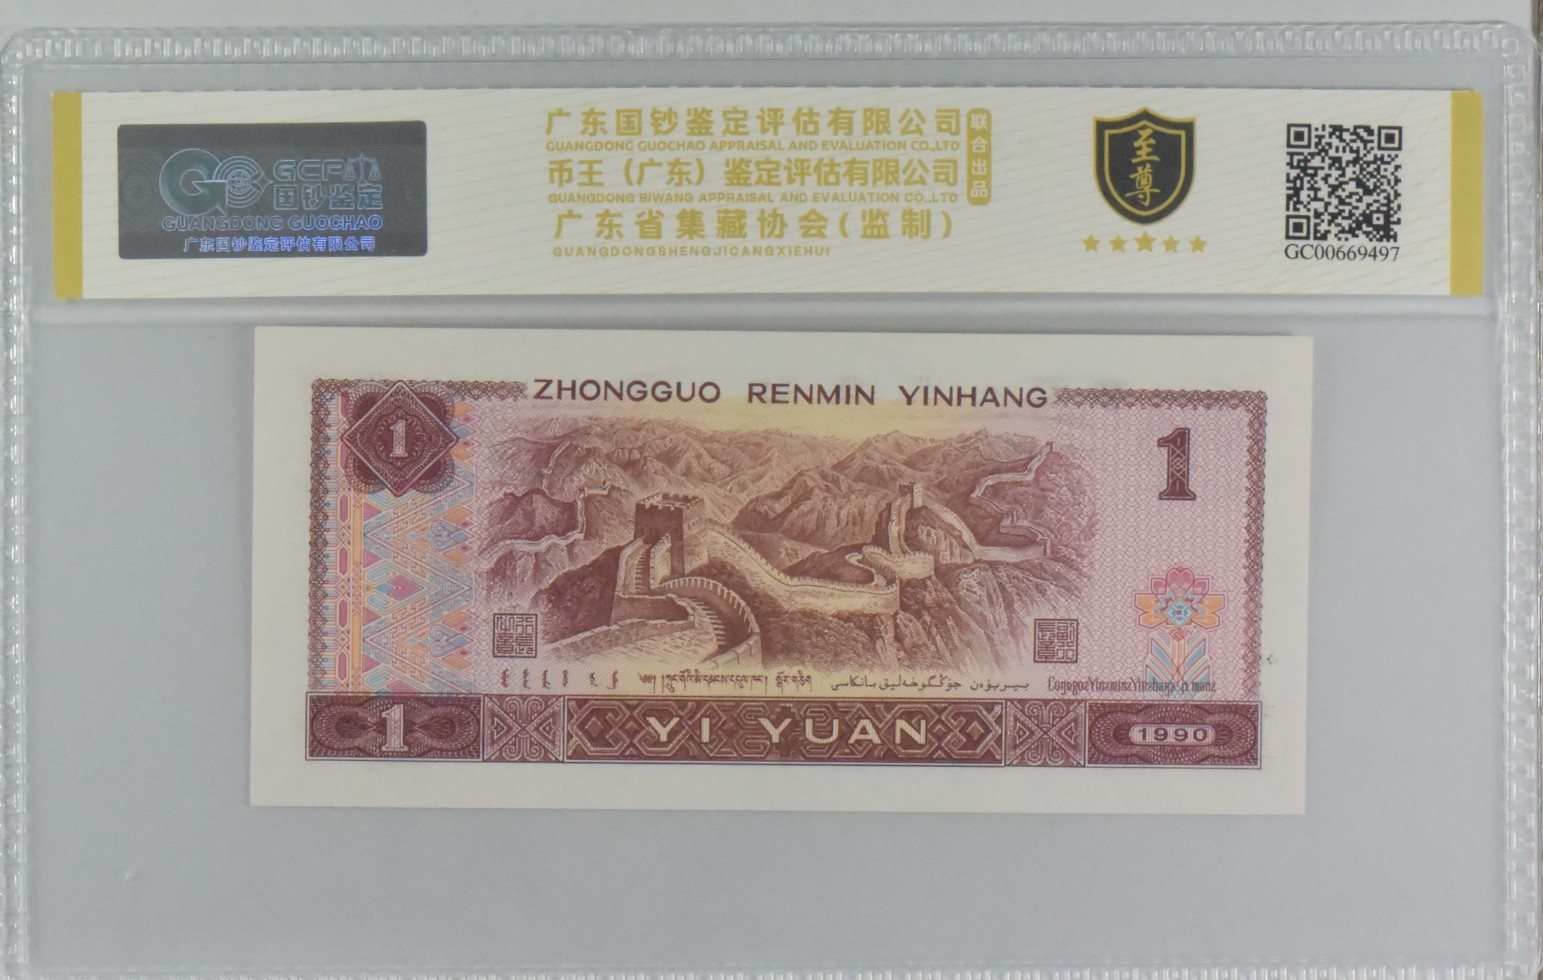 GCF
国钞鉴定
GUANGDONG GUOCHAO
广东国钞鉴定评估有限公司
广东国钞鉴定评估有限公司
GUANGDONG GUOCHAO APPRAISAL AND EVALUATION CO.,LTD
币王（广东）鉴定评估有限公司
GUANGDONG BIWANG APPRAISAL AND EVALUATION CO.,LTD
联合出品
广东省集藏协会(监制)
GUANGDONGSHENGJICANGXIEHUI
至尊
GC00669497
ZHONGGUO RENMIN YINHANG
1
1
1
YI YUAN
1990